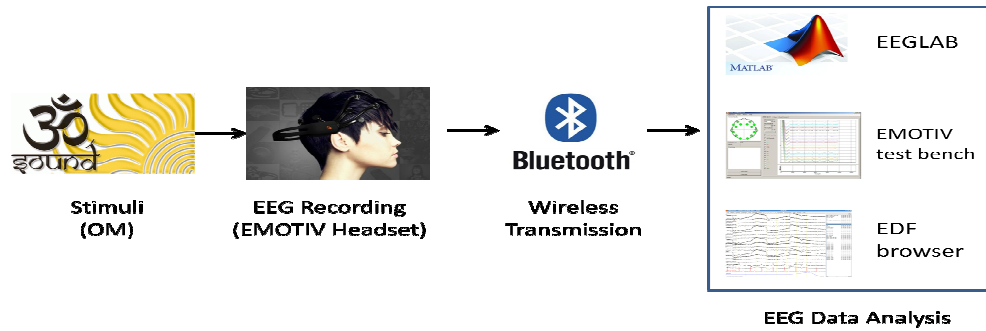 ॐ
sound
Stimuli
(OM)
EEG Recording
(EMOTIV Headset)
Bluetooth®
Wireless
Transmission
MATLAB
EEGLAB
EMOTIV
test bench
EDF
browser
EEG Data Analysis